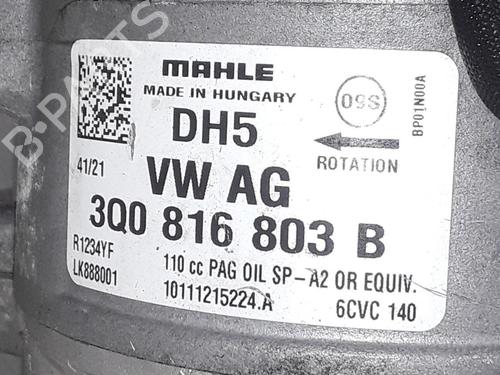 MAHLE
MADE IN HUNGARY
09S
BP01N00A
DH5
ROTATION
41/21
VW AG
3Q0 816 803 B
R1234YF
110 cc PAG OIL SP-A2 OR EQUIV.
LK888001
10111215224.A
6CVC 140
B-PARTS